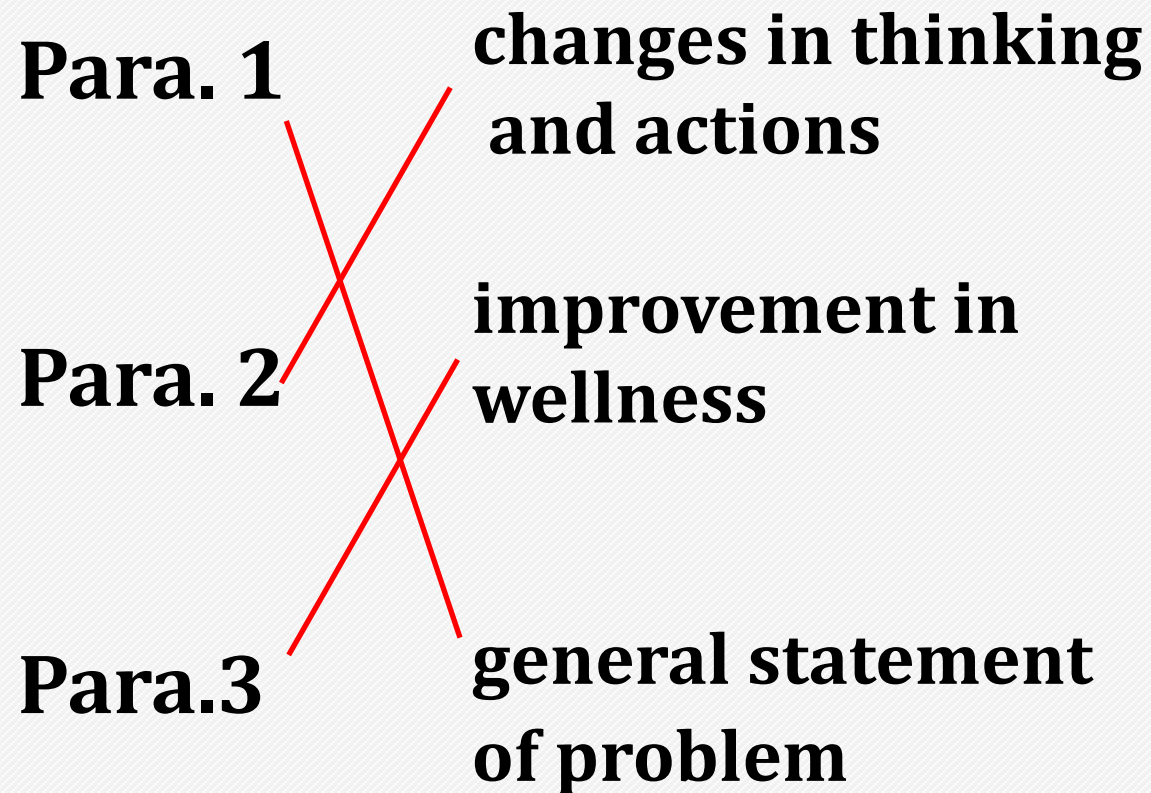 Para. 1
changes in thinking
and actions
Para. 2
improvement in
wellness
Para.3
general statement
of problem